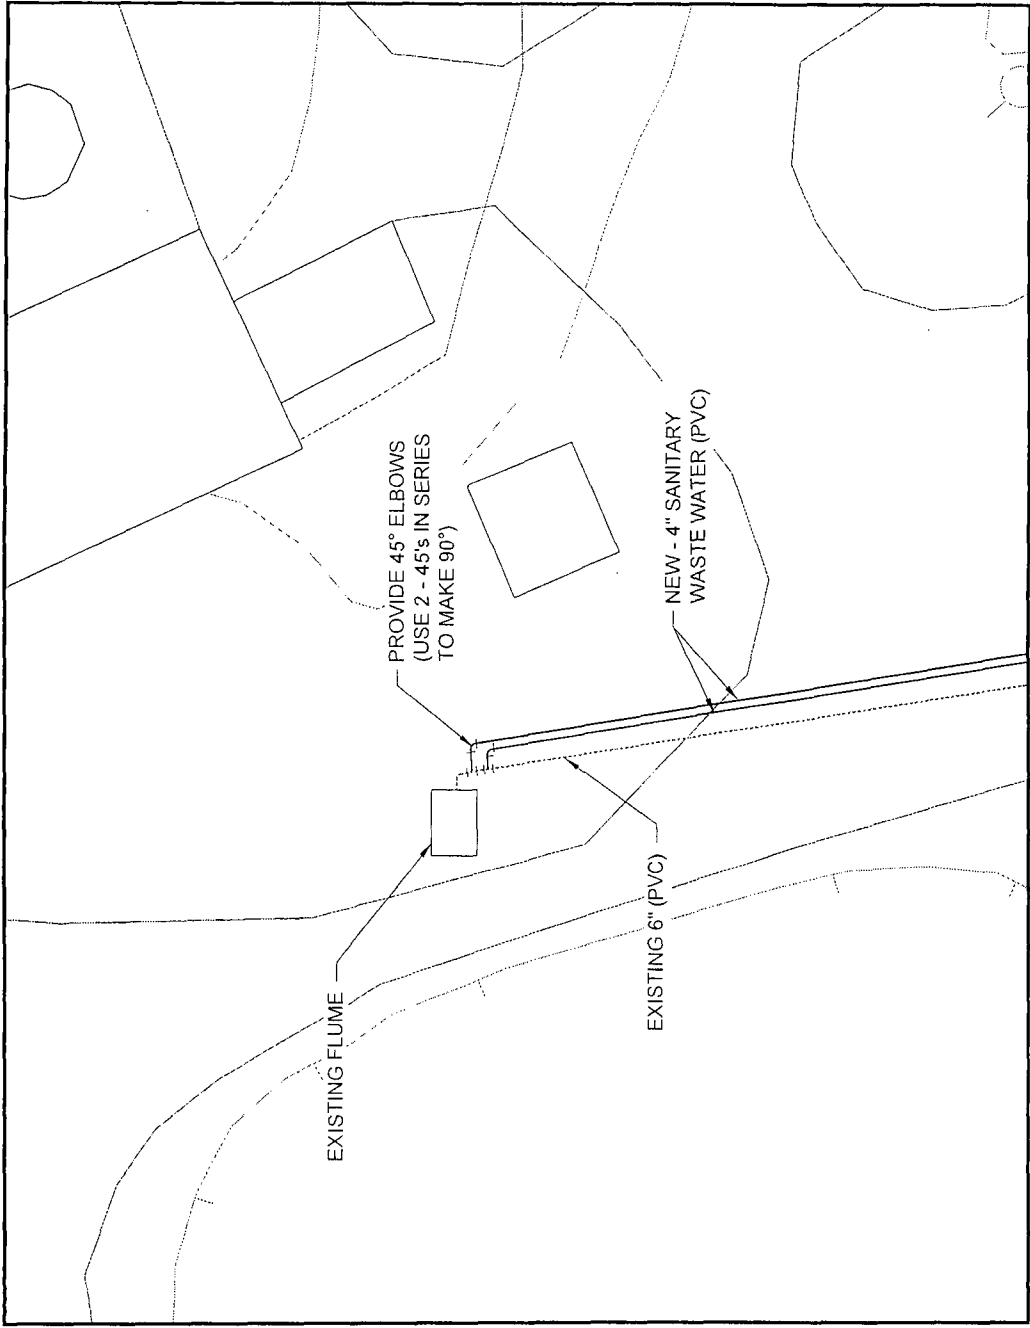 PROVIDE 45° ELBOWS
(USE 2 - 45's IN SERIES
TO MAKE 90°)
NEW - 4" SANITARY
WASTE WATER (PVC)
EXISTING 6" (PVC)
EXISTING FLUME